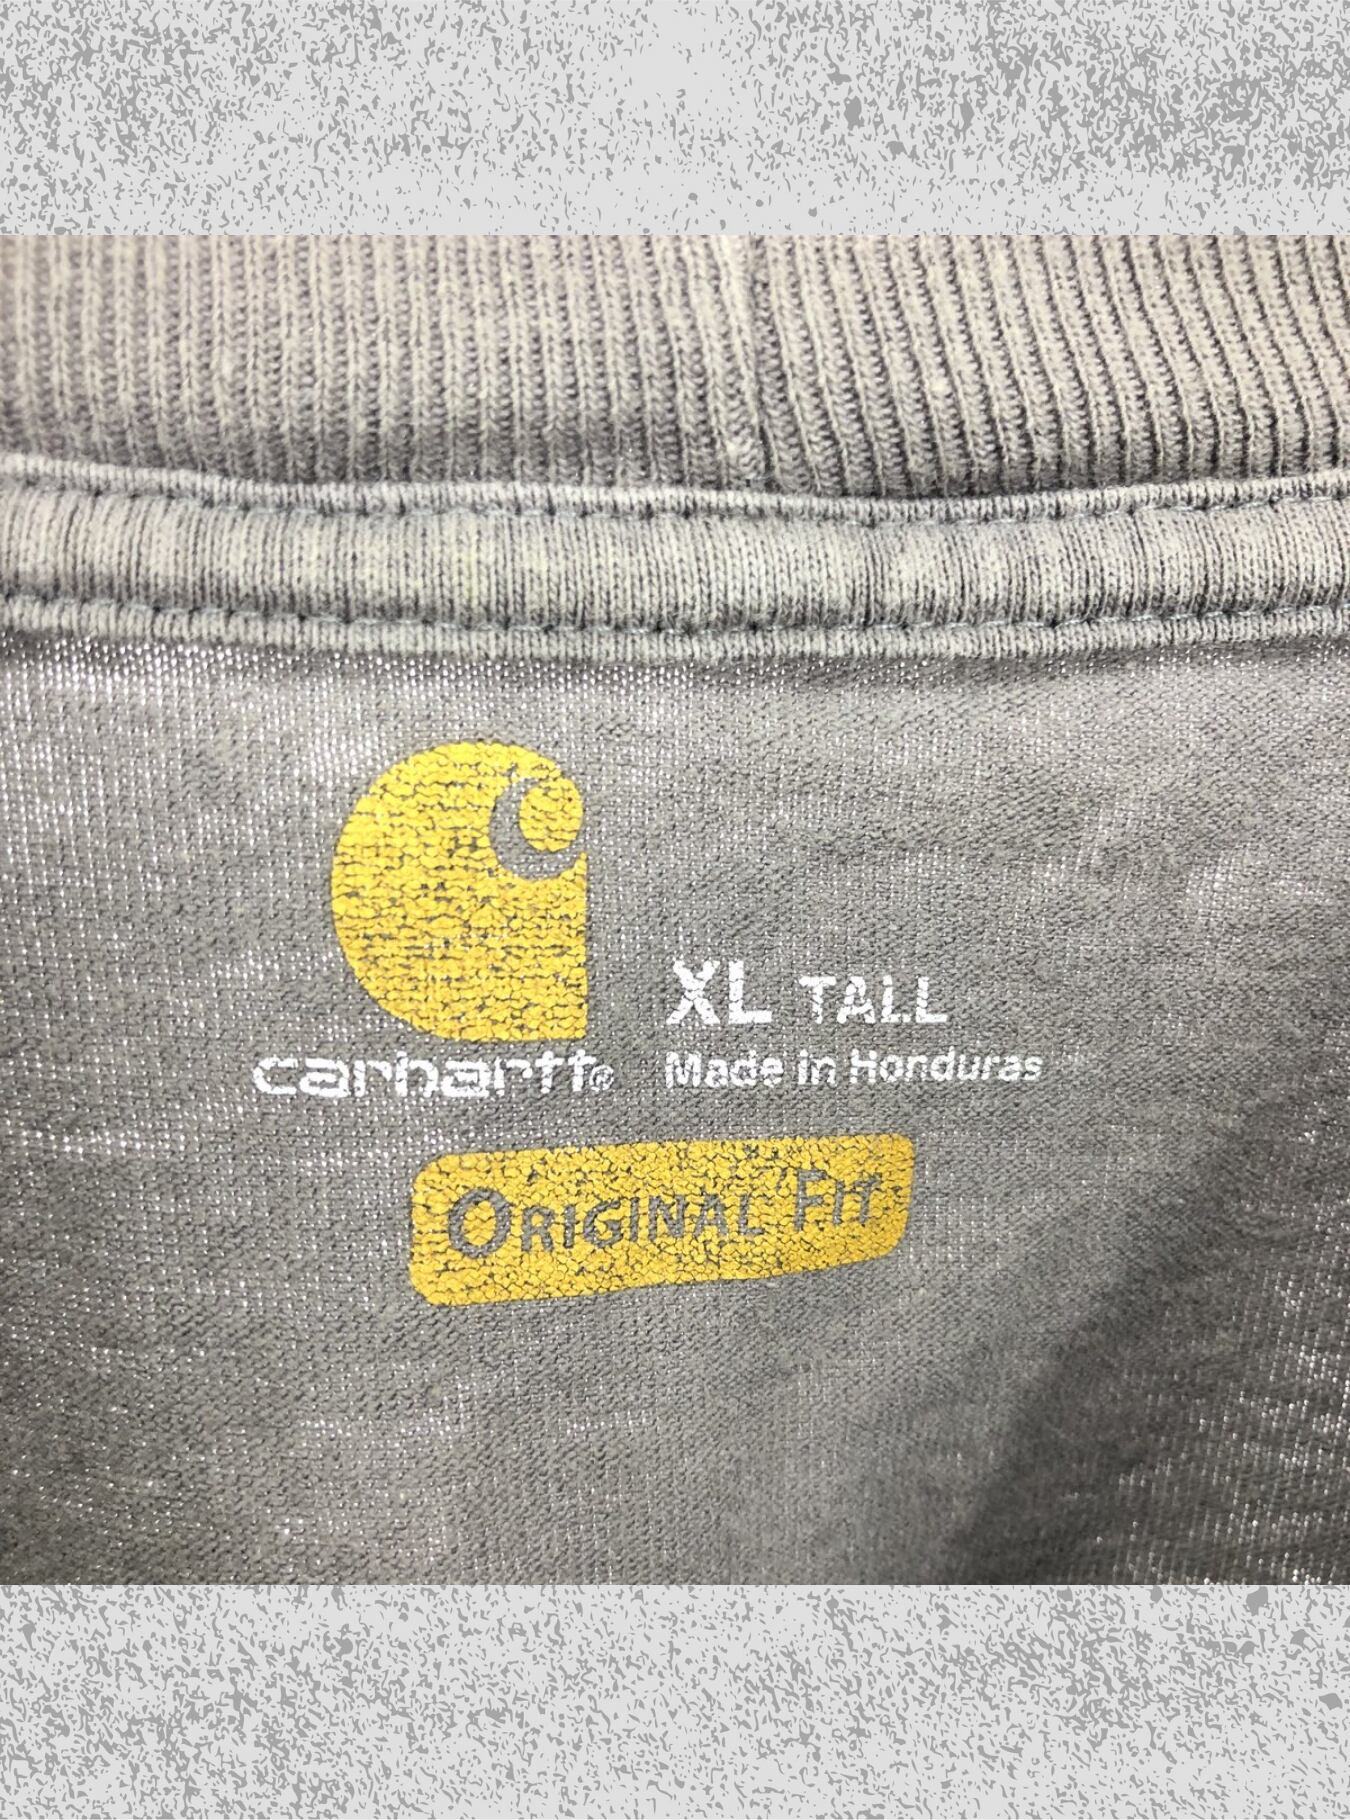 carhartt®
XL TALL
Made in Honduras
ORIGINAL FIT